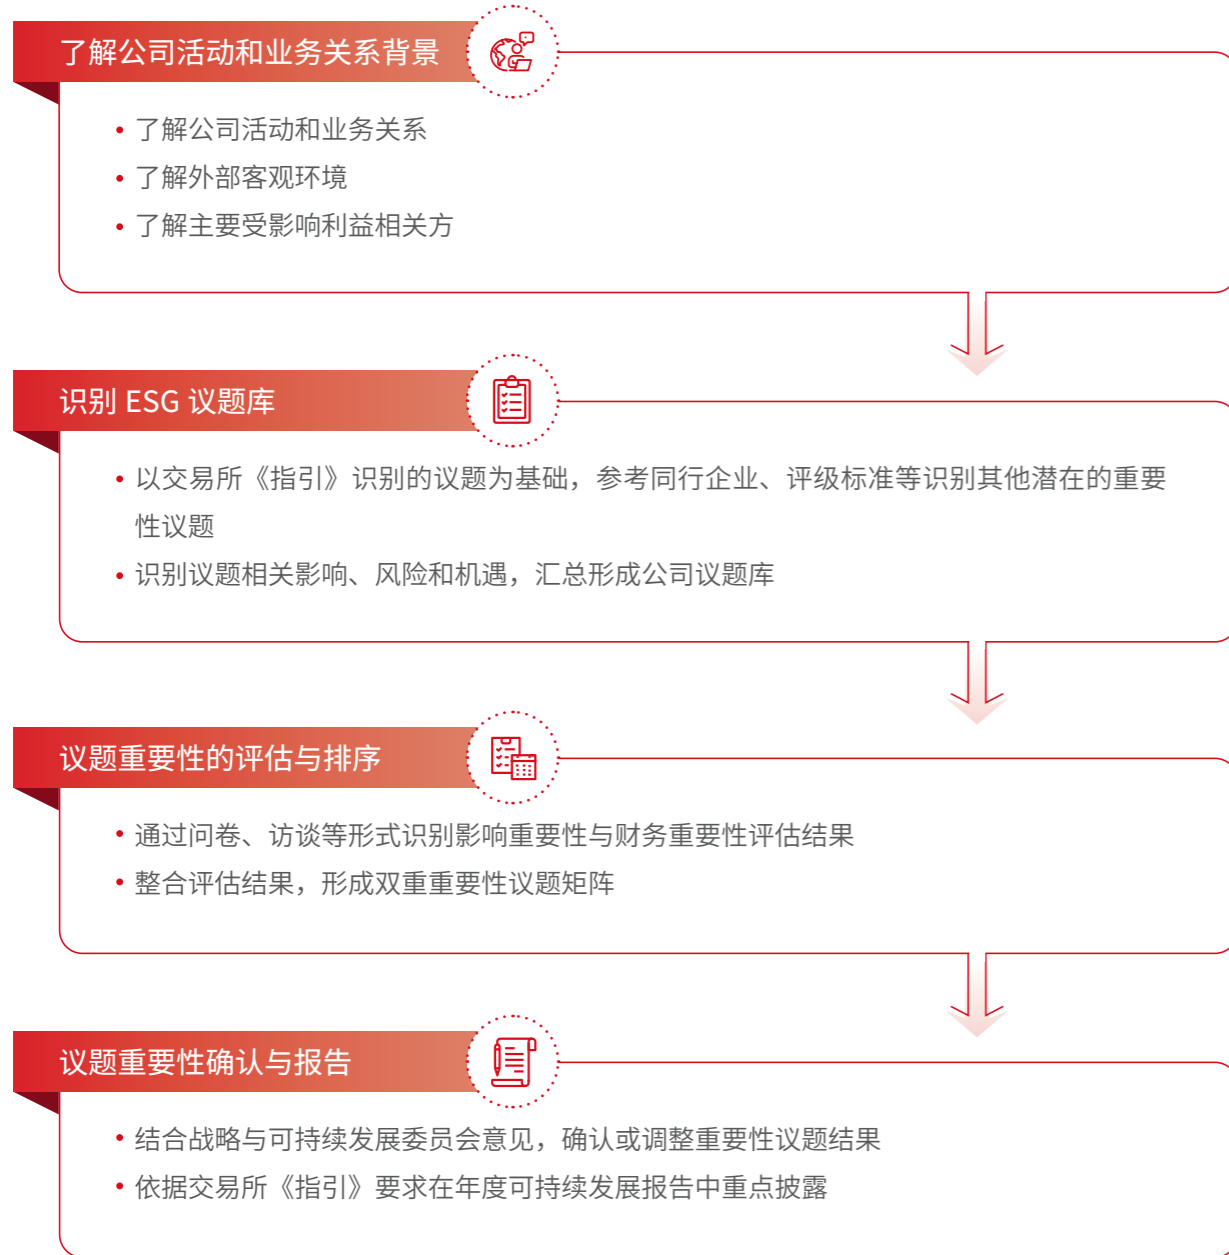 了解公司活动和业务关系背景
• 了解公司活动和业务关系
• 了解外部客观环境
• 了解主要受影响利益相关方
识别 ESG 议题库
• 以交易所《指引》识别的议题为基础，参考同行企业、评级标准等识别其他潜在的重要
性议题
• 识别议题相关影响、风险和机遇，汇总形成公司议题库
议题重要性的评估与排序
• 通过问卷、访谈等形式识别影响重要性与财务重要性评估结果
• 整合评估结果，形成双重重要性议题矩阵
议题重要性确认与报告
• 结合战略与可持续发展委员会意见，确认或调整重要性议题结果
• 依据交易所《指引》要求在年度可持续发展报告中重点披露